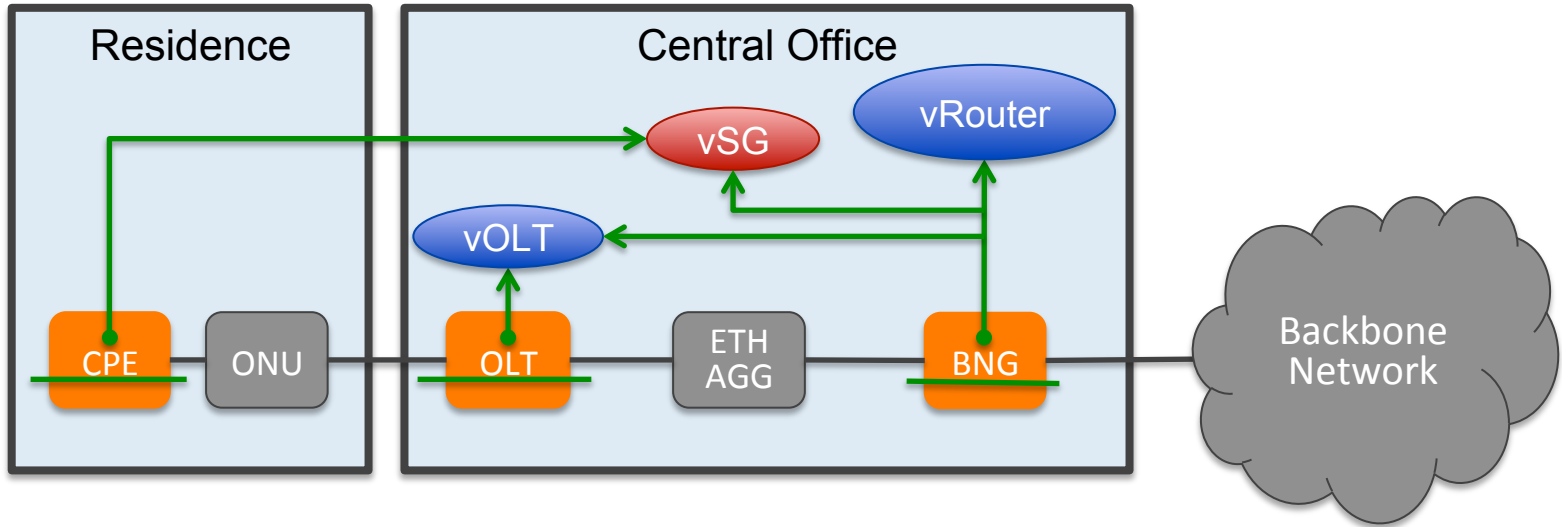 Residence
Central Office
vRouter
vSG
vOLT
CPE
ONU
OLT
ETH
AGG
BNG
Backbone
Network